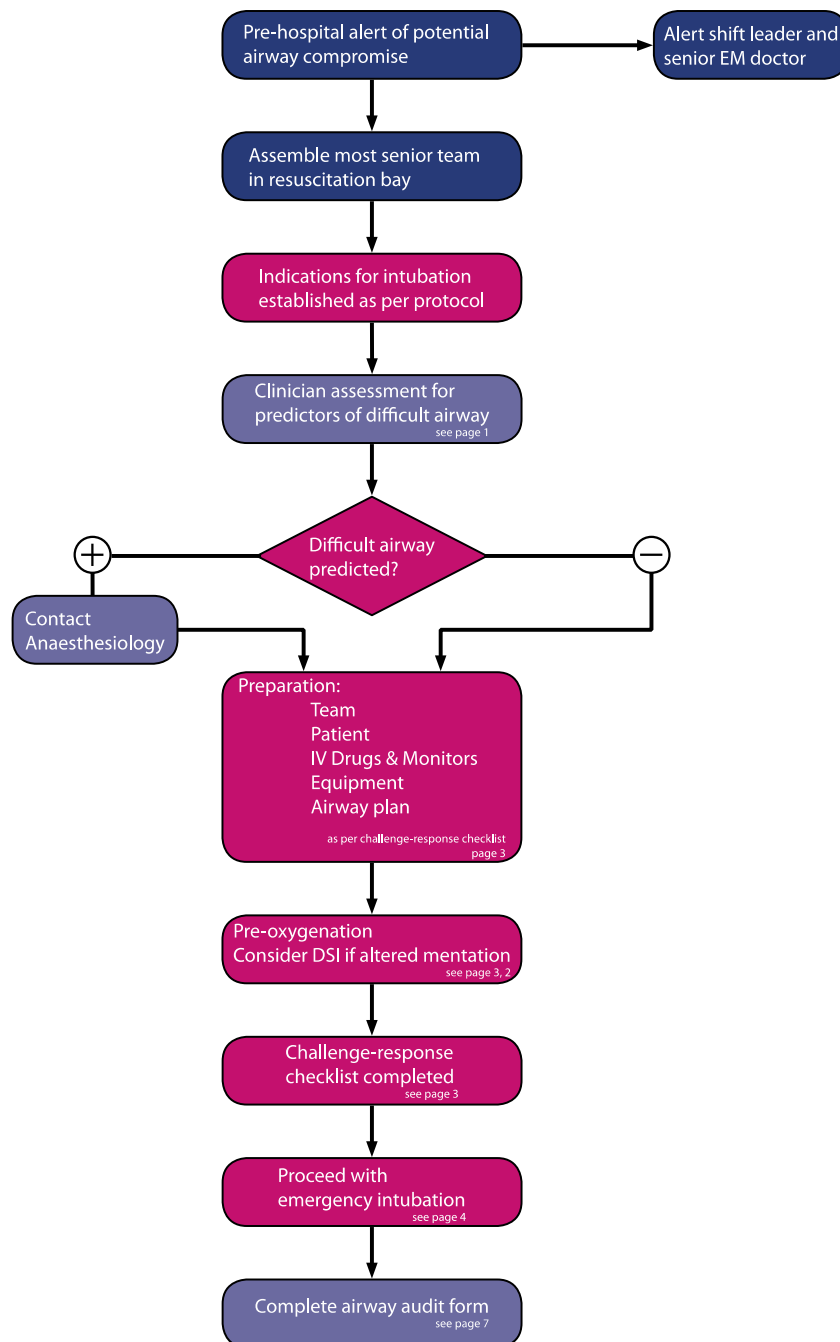 Pre-hospital alert of potential
airway compromise
Alert shift leader and
senior EM doctor
Assemble most senior team
in resuscitation bay
Indications for intubation
established as per protocol
Clinician assessment for
predictors of difficult airway
see page 1
Difficult airway
predicted?
+
−
Contact
Anaesthesiology
Preparation:
Team
Patient
IV Drugs & Monitors
Equipment
Airway plan
as per challenge-response checklist
page 3
Pre-oxygenation
Consider DSI if altered mentation
see page 3, 2
Challenge-response
checklist completed
see page 3
Proceed with
emergency intubation
see page 4
Complete airway audit form
see page 7